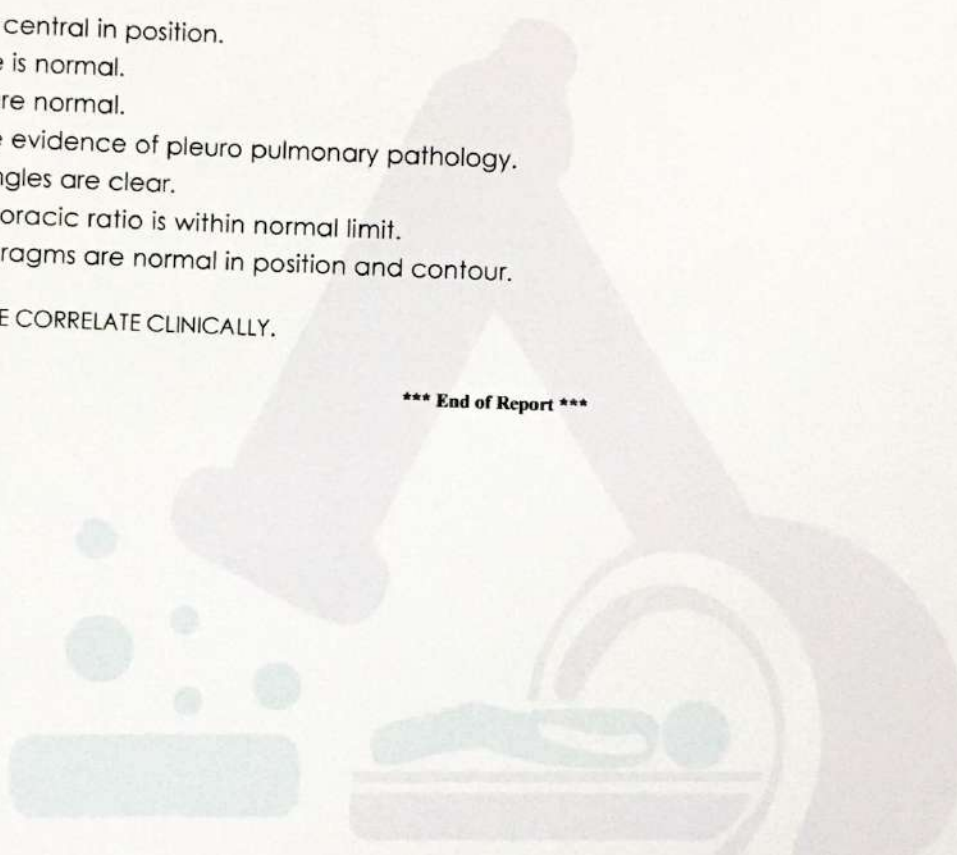 central in position.
is normal.
re normal.
evidence of pleuro pulmonary pathology.
ngles are clear.
oracic ratio is within normal limit.
ragms are normal in position and contour.
E CORRELATE CLINICALLY.
*** End of Report ***